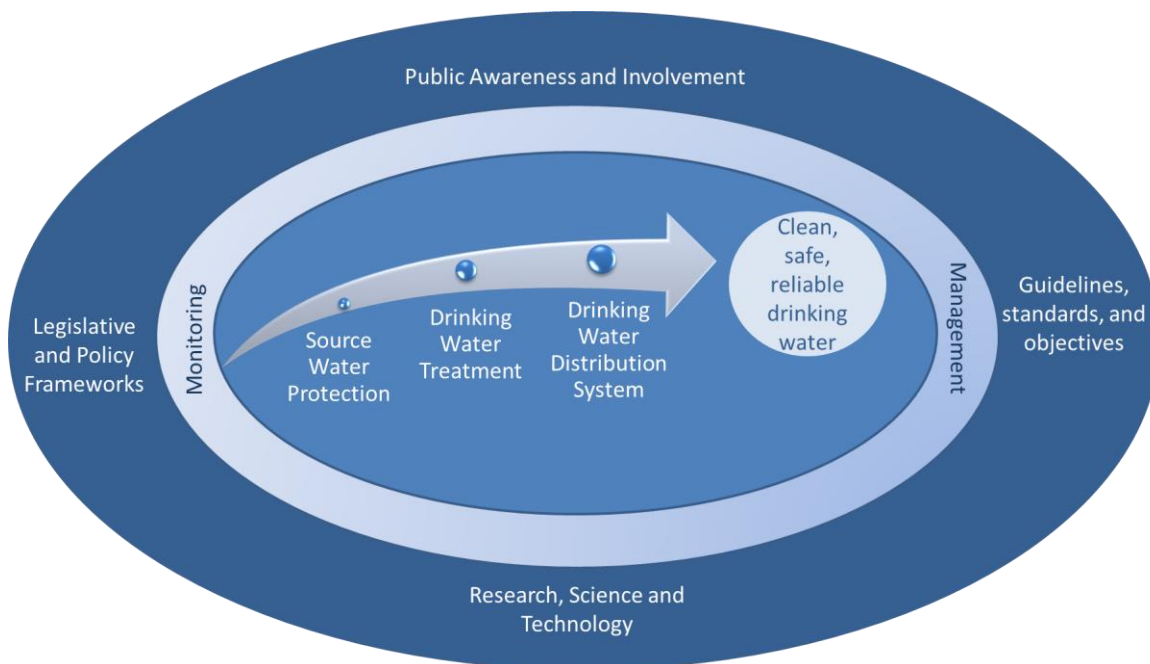 Public Awareness and Involvement
Legislative
and Policy
Frameworks
Monitoring
Source
Water
Protection
Drinking
Water
Treatment
Drinking
Water
Distribution
System
Clean,
safe,
reliable
drinking
water
Management
Guidelines,
standards, and
objectives
Research, Science and
Technology